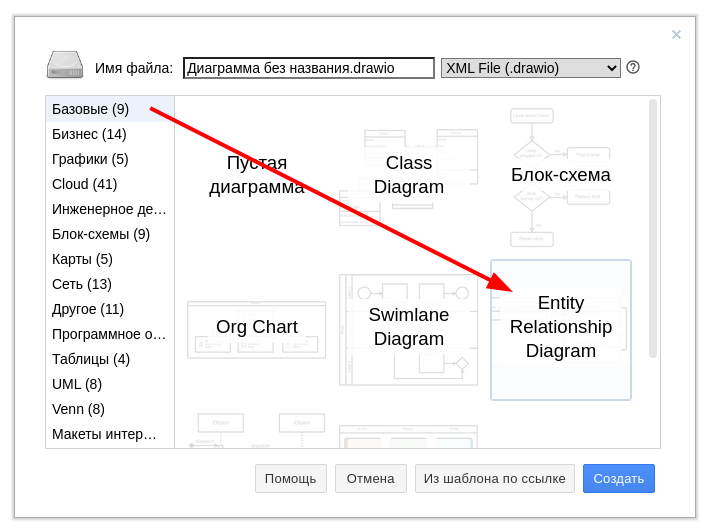 ×
Имя файла:
Диаграмма без названия.drawio
XML File (.drawio)
?
Базовые (9)
Бизнес (14)
Графики (5)
Cloud (41)
Инженерное де…
Блок-схемы (9)
Карты (5)
Сеть (13)
Другое (11)
Программное о…
Таблицы (4)
UML (8)
Venn (8)
Макеты интер…
Пустая
диаграмма
Class
Diagram
Блок-схема
Org Chart
Swimlane
Diagram
Entity
Relationship
Diagram
:Object
:Object
Помощь
Отмена
Из шаблона по ссылке
Создать